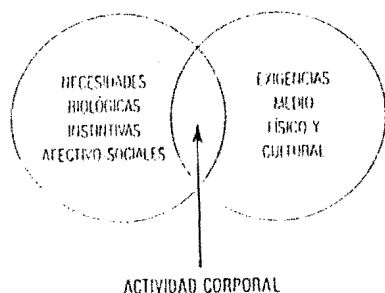 NECESIDADES
BIOLÓGICAS
INSTINTIVAS
AFECTIVO SOCIALES
EXIGENCIAS
MEDIO
FÍSICO Y
CULTURAL
ACTIVIDAD CORPORAL